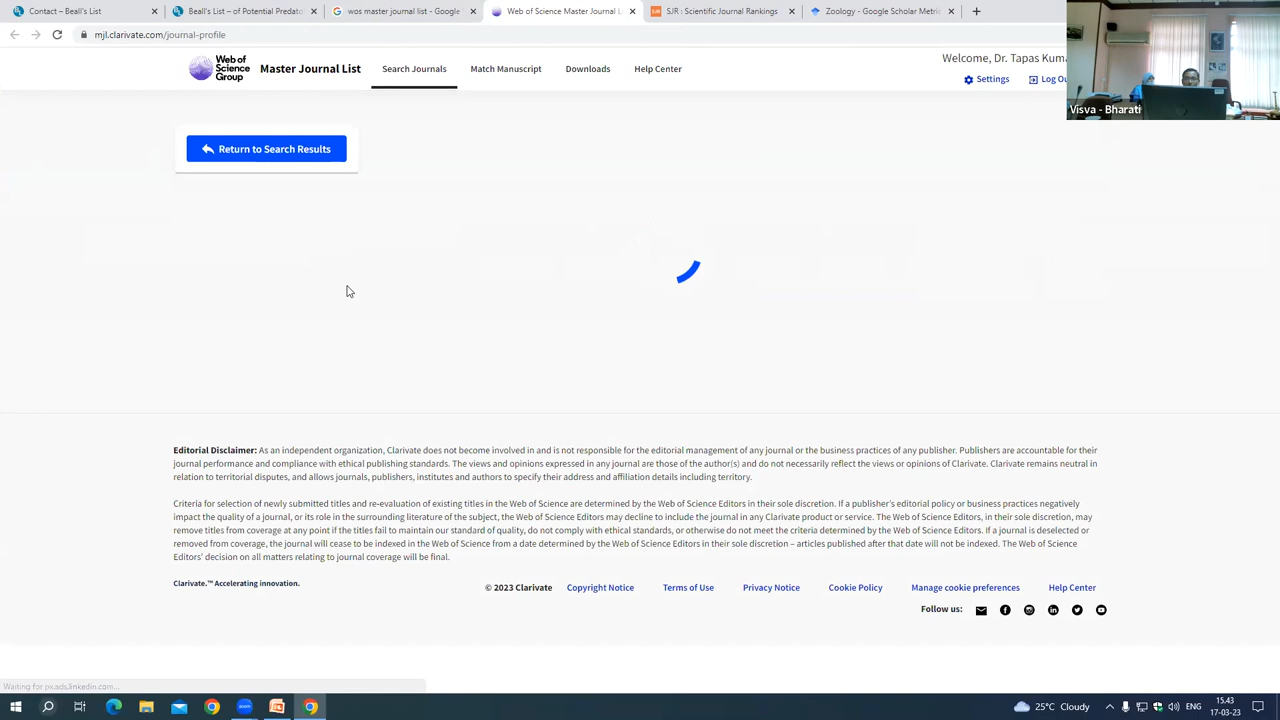 Contact – Beall's List
Beall's List – of Potential Predato
wos master journal list - Google
Web of Science Master Journal L
SJR : Scientific Journal Rankings
Zoology - Google Scholar Metric
mjl.clarivate.com/journal-profile
Web of
Science
Group
Master Journal List
Search Journals
Match Manuscript
Downloads
Help Center
Welcome, Dr. Tapas Kuma
Settings
Log Ou
Visva - Bharati
Return to Search Results
Editorial Disclaimer: As an independent organization, Clarivate does not become involved in and is not responsible for the editorial management of any journal or the business practices of any publisher. Publishers are accountable for their
journal performance and compliance with ethical publishing standards. The views and opinions expressed in any journal are those of the author(s) and do not necessarily reflect the views or opinions of Clarivate. Clarivate remains neutral in
relation to territorial disputes, and allows journals, publishers, institutes and authors to specify their address and affiliation details including territory.
Criteria for selection of newly submitted titles and re-evaluation of existing titles in the Web of Science are determined by the Web of Science Editors in their sole discretion. If a publisher's editorial policy or business practices negatively
impact the quality of a journal, or its role in the surrounding literature of the subject, the Web of Science Editors may decline to include the journal in any Clarivate product or service. The Web of Science Editors, in their sole discretion, may
remove titles from coverage at any point if the titles fail to maintain our standard of quality, do not comply with ethical standards, or otherwise do not meet the criteria determined by the Web of Science Editors. If a journal is deselected or
removed from coverage, the journal will cease to be indexed in the Web of Science from a date determined by the Web of Science Editors in their sole discretion – articles published after that date will not be indexed. The Web of Science
Editors' decision on all matters relating to journal coverage will be final.
Clarivate.™ Accelerating innovation.
© 2023 Clarivate
Copyright Notice
Terms of Use
Privacy Notice
Cookie Policy
Manage cookie preferences
Help Center
Follow us:
Waiting for px.ads.linkedin.com...
25°C Cloudy
ENG
15.43
17-03-23